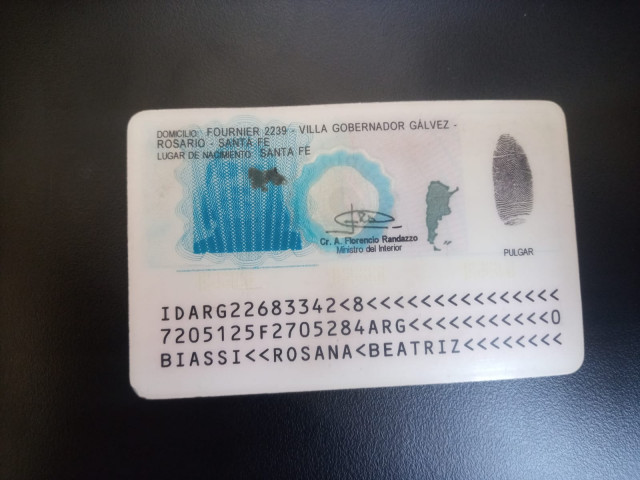 DOMICILIO: FOURNIER 2239 - VILLA GOBERNADOR GÁLVEZ -
ROSARIO - SANTA FE
LUGAR DE NACIMIENTO: SANTA FE
Cr. A. Florencio Randazzo
Ministro del Interior
PULGAR
IDARG22683342<8<<<<<<<<<<<<<<<
7205125F2705284ARG<<<<<<<<<<<0
BIASSI<<ROSANA<BEATRIZ<<<<<<<<